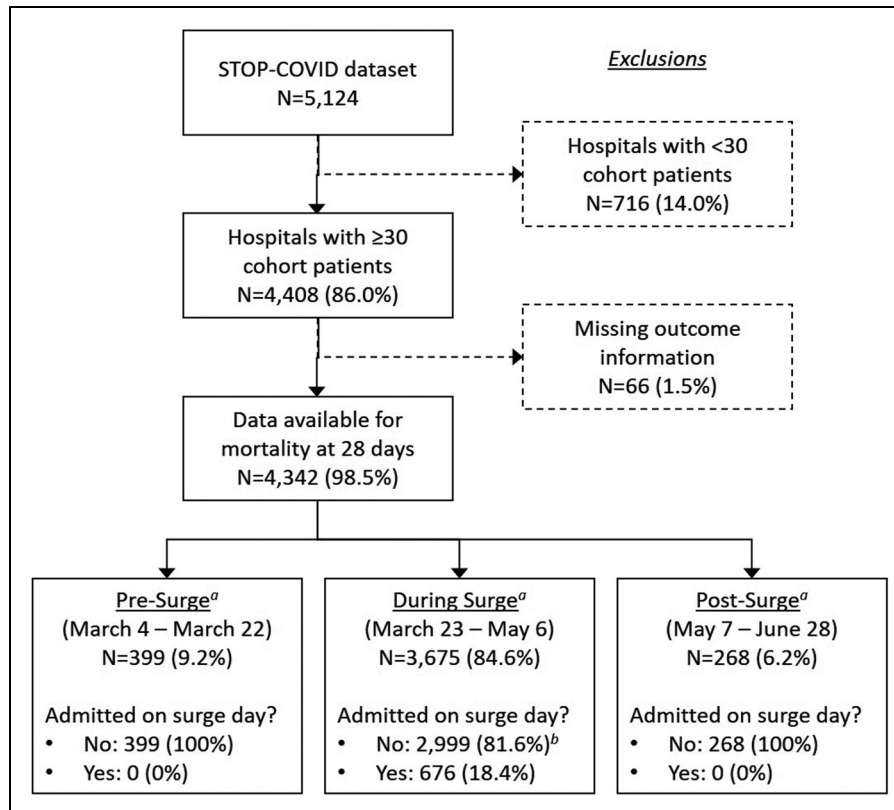 STOP-COVID dataset
N=5,124
Exclusions
Hospitals with <30
cohort patients
N=716 (14.0%)
Hospitals with ≥30
cohort patients
N=4,408 (86.0%)
Missing outcome
information
N=66 (1.5%)
Data available for
mortality at 28 days
N=4,342 (98.5%)
Pre-Surgeᵃ
(March 4 – March 22)
N=399 (9.2%)
Admitted on surge day?
• No: 399 (100%)
• Yes: 0 (0%)
During Surgeᵃ
(March 23 – May 6)
N=3,675 (84.6%)
Admitted on surge day?
• No: 2,999 (81.6%)ᵇ
• Yes: 676 (18.4%)
Post-Surgeᵃ
(May 7 – June 28)
N=268 (6.2%)
Admitted on surge day?
• No: 268 (100%)
• Yes: 0 (0%)